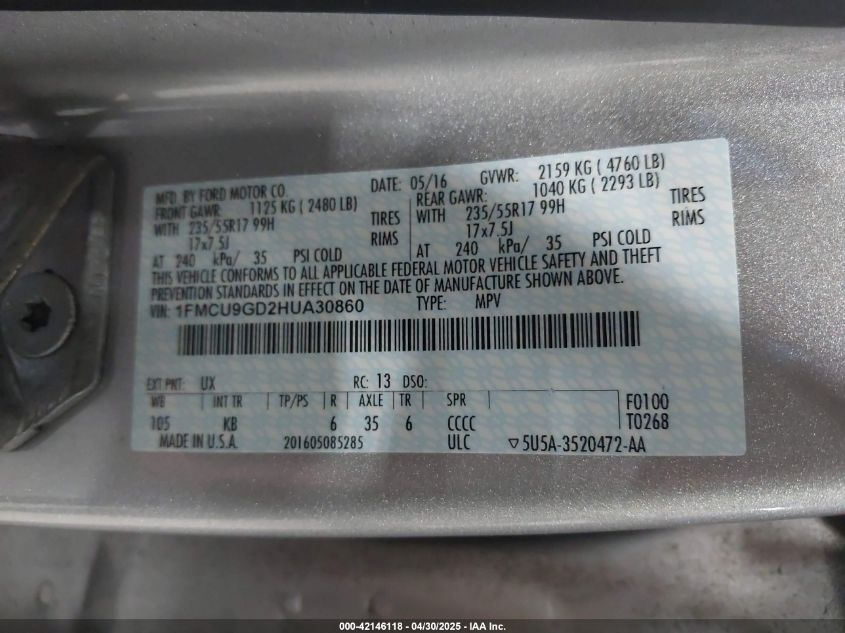 MFD. BY FORD MOTOR CO. DATE: 05/16 GVWR: 2159 KG ( 4760 LB)
FRONT GAWR: 1125 KG ( 2480 LB) REAR GAWR: 1040 KG ( 2293 LB)
WITH 235/55R17 99H TIRES WITH 235/55R17 99H TIRES
17x7.5J RIMS 17x7.5J RIMS
AT 240 kPa/ 35 PSI COLD AT 240 kPa/ 35 PSI COLD
THIS VEHICLE CONFORMS TO ALL APPLICABLE FEDERAL MOTOR VEHICLE SAFETY AND THEFT
PREVENTION STANDARDS IN EFFECT ON THE DATE OF MANUFACTURE SHOWN ABOVE.
VIN: 1FMCU9GD2HUA30860 TYPE: MPV
EXT PNT: UX RC: 13 DSO:
WB INT TR TP/PS R AXLE TR SPR F0100
105 KB 6 35 6 CCCC T0268
MADE IN U.S.A. 201605085285 ULC ▽5U5A-3520472-AA
000-42146118 - 04/30/2025 - IAA Inc.